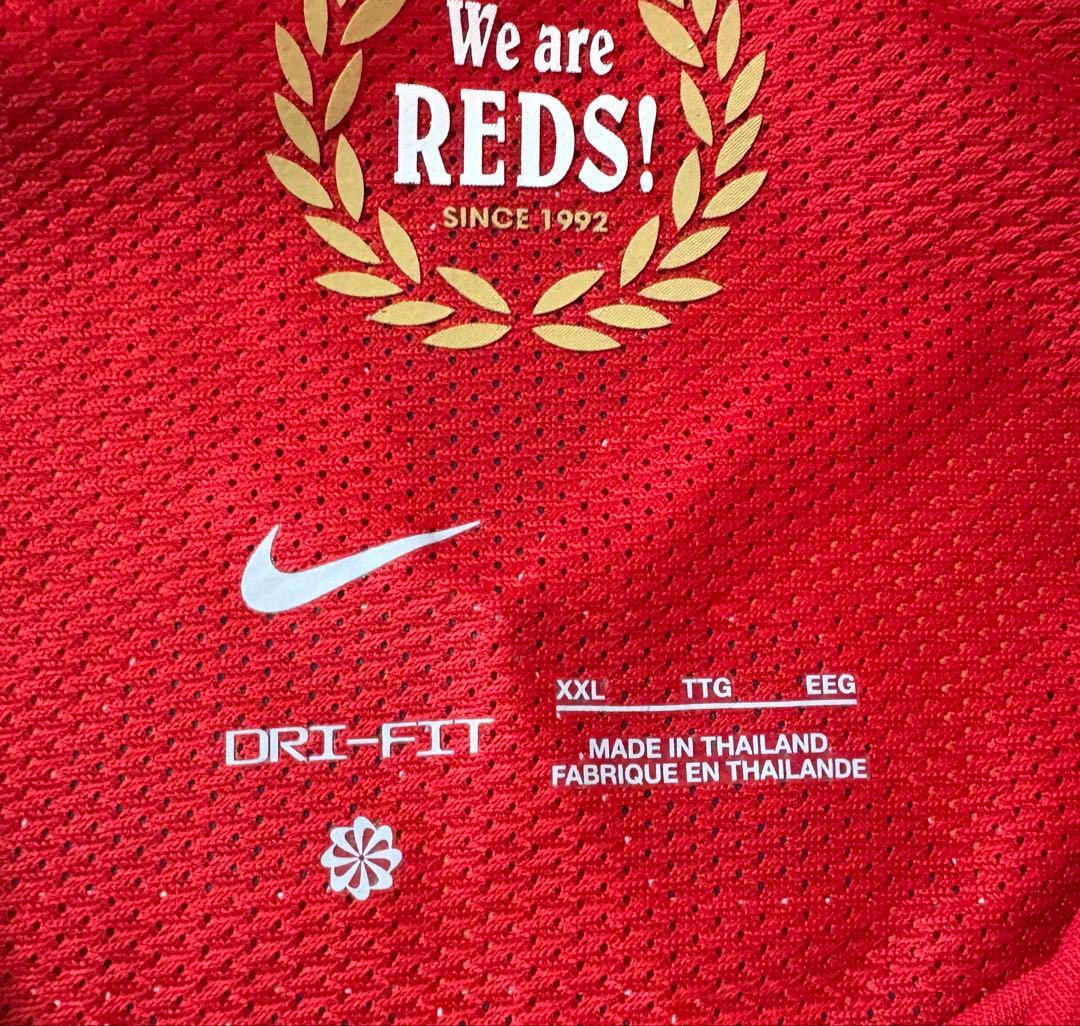 We are
REDS!
SINCE 1992
DRI-FIT
XXL TTG EEG
MADE IN THAILAND
FABRIQUE EN THAILANDE